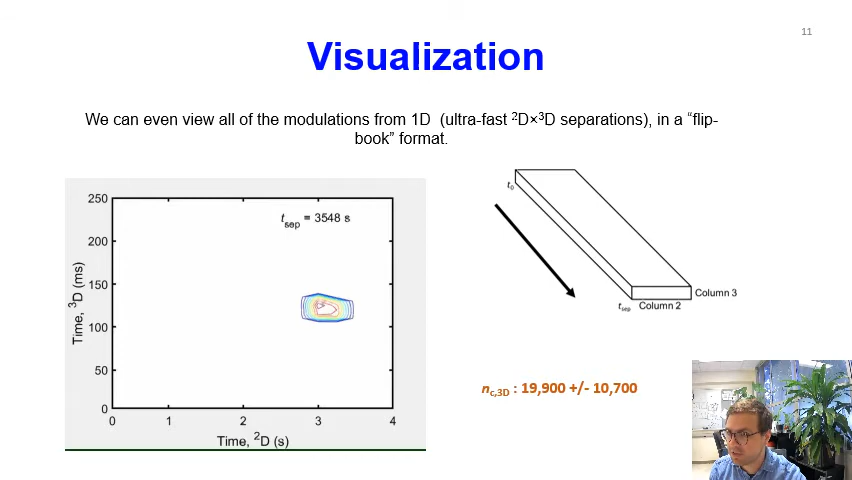 11
Visualization
We can even view all of the modulations from 1D (ultra-fast ²D×³D separations), in a “flip-
book” format.
250
200
150
100
50
0
Time, ³D (ms)
t_sep = 3548 s
0 1 2 3 4
Time, ²D (s)
t₀
Column 3
t_sep Column 2
n_c,3D : 19,900 +/- 10,700